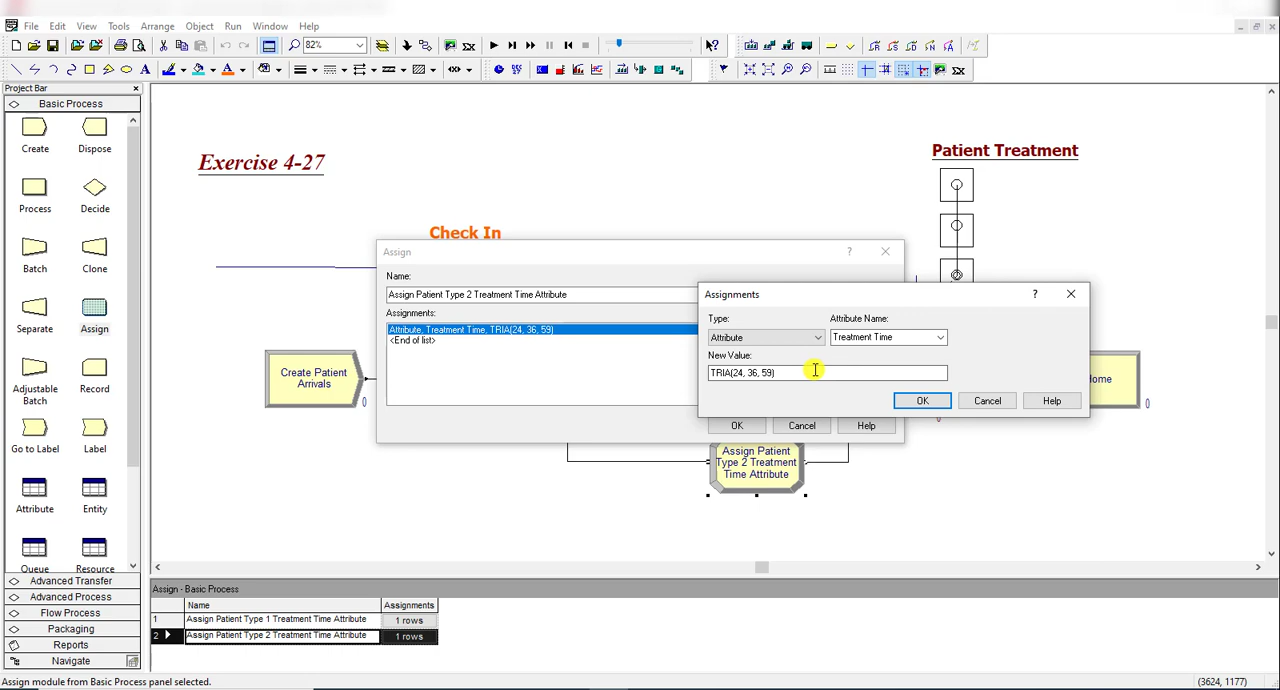 File Edit View Tools Arrange Object Run Window Help
82%
Project Bar
Basic Process
Create Dispose
Process Decide
Batch Clone
Separate Assign
Adjustable Batch Record
Go to Label Label
Attribute Entity
Queue Resource
Advanced Transfer
Advanced Process
Flow Process
Packaging
Reports
Navigate
Exercise 4-27
Patient Treatment
Check In
Create Patient
Arrivals
0
Assign
Name:
Assign Patient Type 2 Treatment Time Attribute
Assignments:
Attribute, Treatment Time, TRIA(24, 36, 59)
<End of list>
OK Cancel Help
Assignments
Type: Attribute Name:
Attribute Treatment Time
New Value:
TRIA(24, 36, 59)
OK Cancel Help
Home
0
Assign Patient
Type 2 Treatment
Time Attribute
Assign - Basic Process
Name Assignments
1 Assign Patient Type 1 Treatment Time Attribute 1 rows
2 Assign Patient Type 2 Treatment Time Attribute 1 rows
Assign module from Basic Process panel selected. (3624, 1177)